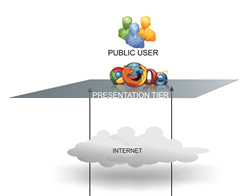 PUBLIC USER
PRESENTATION TIER
INTERNET